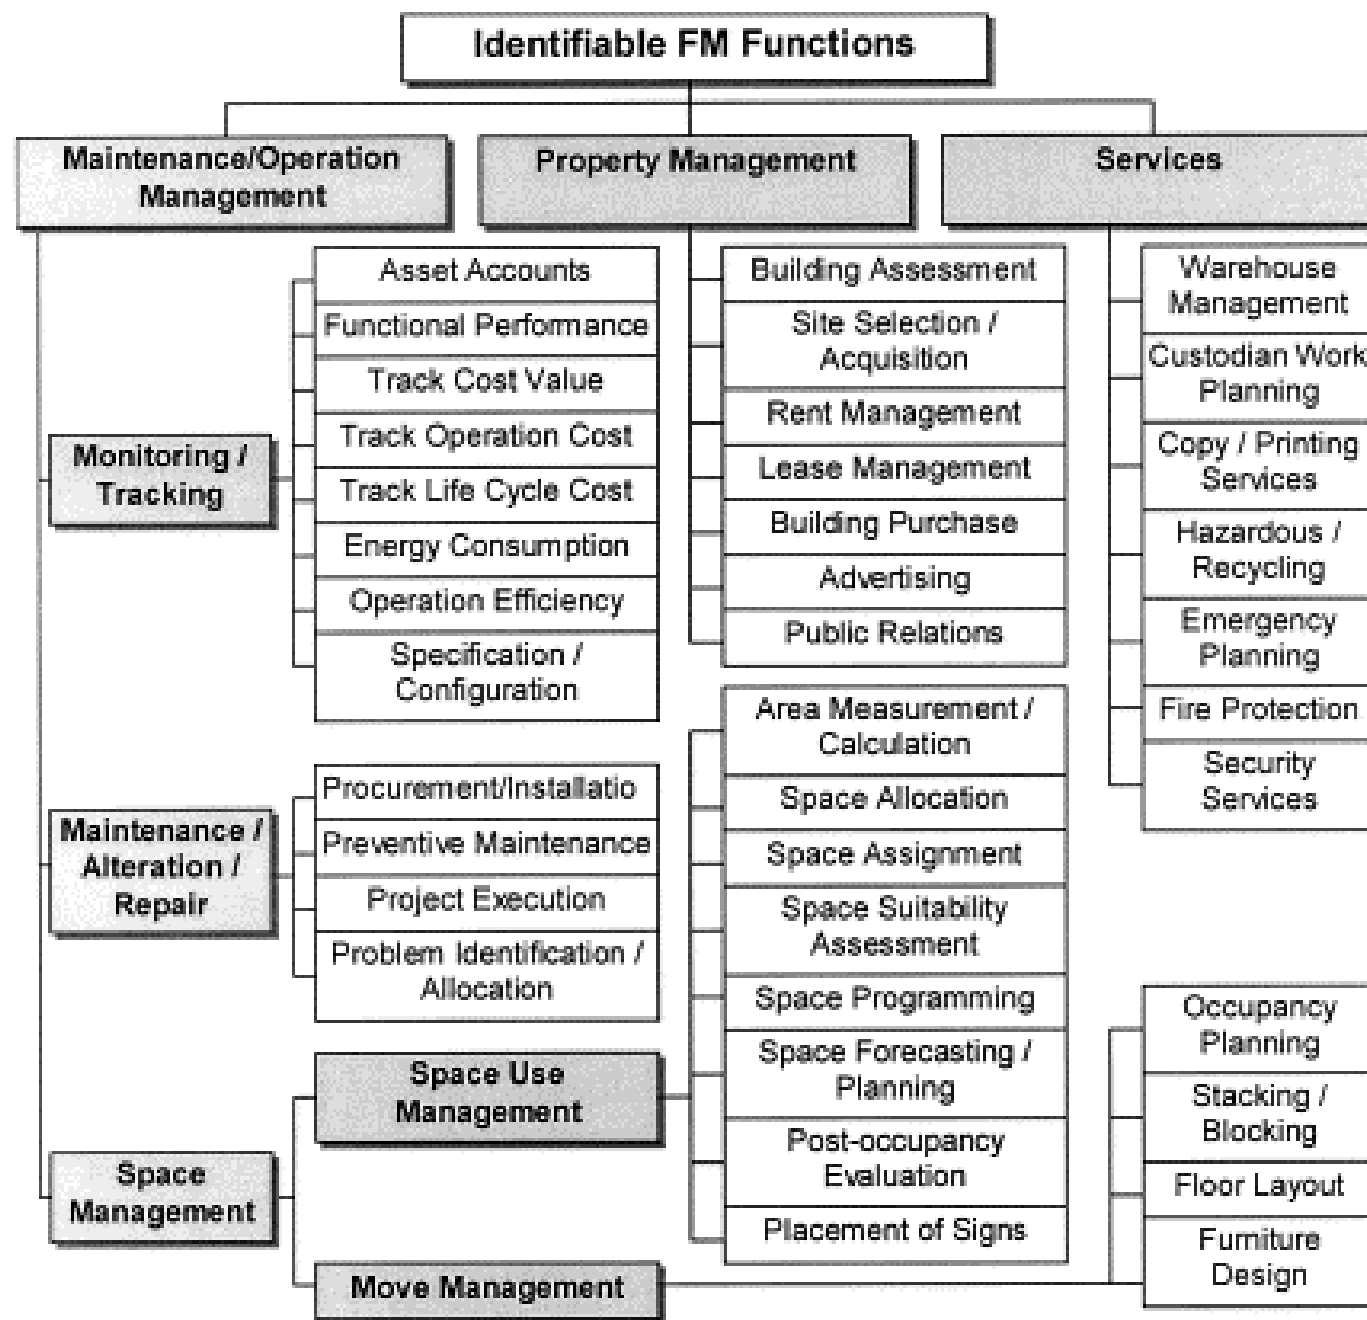 Identifiable FM Functions
Maintenance/Operation
Management
Property Management
Services
Monitoring /
Tracking
Asset Accounts
Functional Performance
Track Cost Value
Track Operation Cost
Track Life Cycle Cost
Energy Consumption
Operation Efficiency
Specification /
Configuration
Maintenance /
Alteration /
Repair
Procurement/Installatio
Preventive Maintenance
Project Execution
Problem Identification /
Allocation
Space
Management
Space Use
Management
Move Management
Building Assessment
Site Selection /
Acquisition
Rent Management
Lease Management
Building Purchase
Advertising
Public Relations
Area Measurement /
Calculation
Space Allocation
Space Assignment
Space Suitability
Assessment
Space Programming
Space Forecasting /
Planning
Post-occupancy
Evaluation
Placement of Signs
Warehouse
Management
Custodian Work
Planning
Copy / Printing
Services
Hazardous /
Recycling
Emergency
Planning
Fire Protection
Security
Services
Occupancy
Planning
Stacking /
Blocking
Floor Layout
Furniture
Design